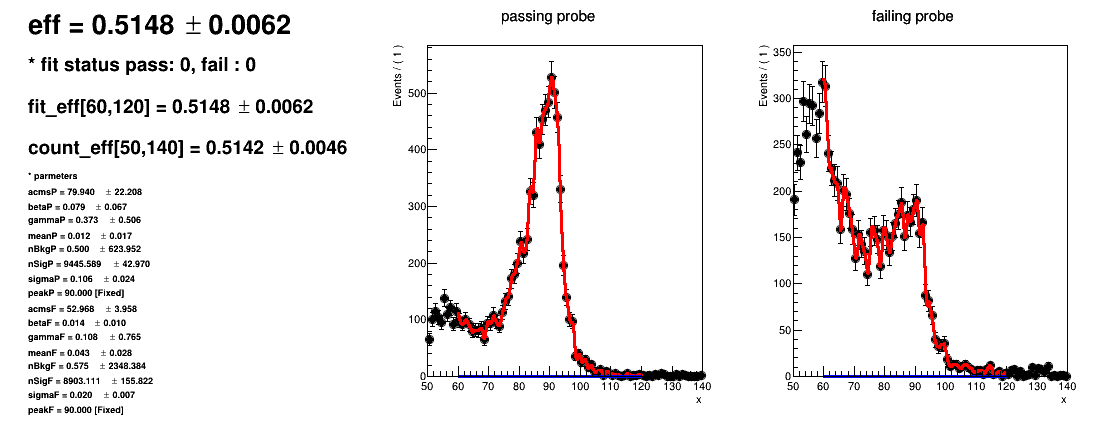 eff = 0.5148 ± 0.0062
* fit status pass: 0, fail : 0
fit_eff[60,120] = 0.5148 ± 0.0062
count_eff[50,140] = 0.5142 ± 0.0046
* parmeters
acmsP = 79.940 ± 22.208
betaP = 0.079 ± 0.067
gammaP = 0.373 ± 0.506
meanP = 0.012 ± 0.017
nBkgP = 0.500 ± 623.952
nSigP = 9445.589 ± 42.970
sigmaP = 0.106 ± 0.024
peakP = 90.000 [Fixed]
acmsF = 52.968 ± 3.958
betaF = 0.014 ± 0.010
gammaF = 0.108 ± 0.765
meanF = 0.043 ± 0.028
nBkgF = 0.575 ± 2348.384
nSigF = 8903.111 ± 155.822
sigmaF = 0.020 ± 0.007
peakF = 90.000 [Fixed]
passing probe
Events / ( 1 )
500
400
300
200
100
0
50 60 70 80 90 100 110 120 130 140
x
failing probe
Events / ( 1 )
350
300
250
200
150
100
50
0
50 60 70 80 90 100 110 120 130 140
x